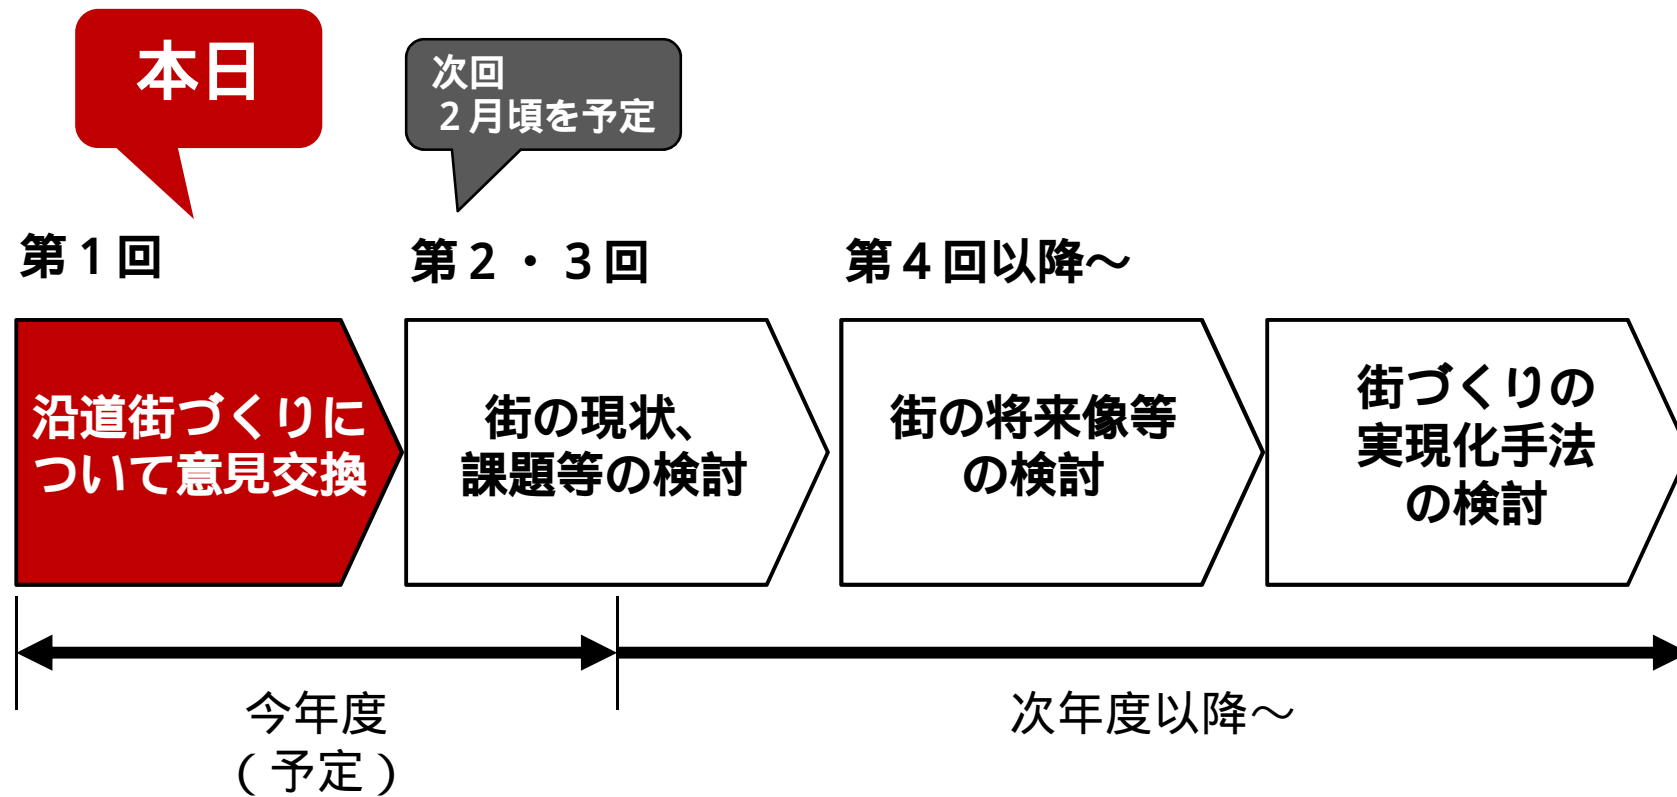 本日
次回
２月頃を予定
第１回
第２・３回
第４回以降～
沿道街づくりに
ついて意見交換
街の現状、
課題等の検討
街の将来像等
の検討
街づくりの
実現化手法
の検討
今年度
（予定）
次年度以降～